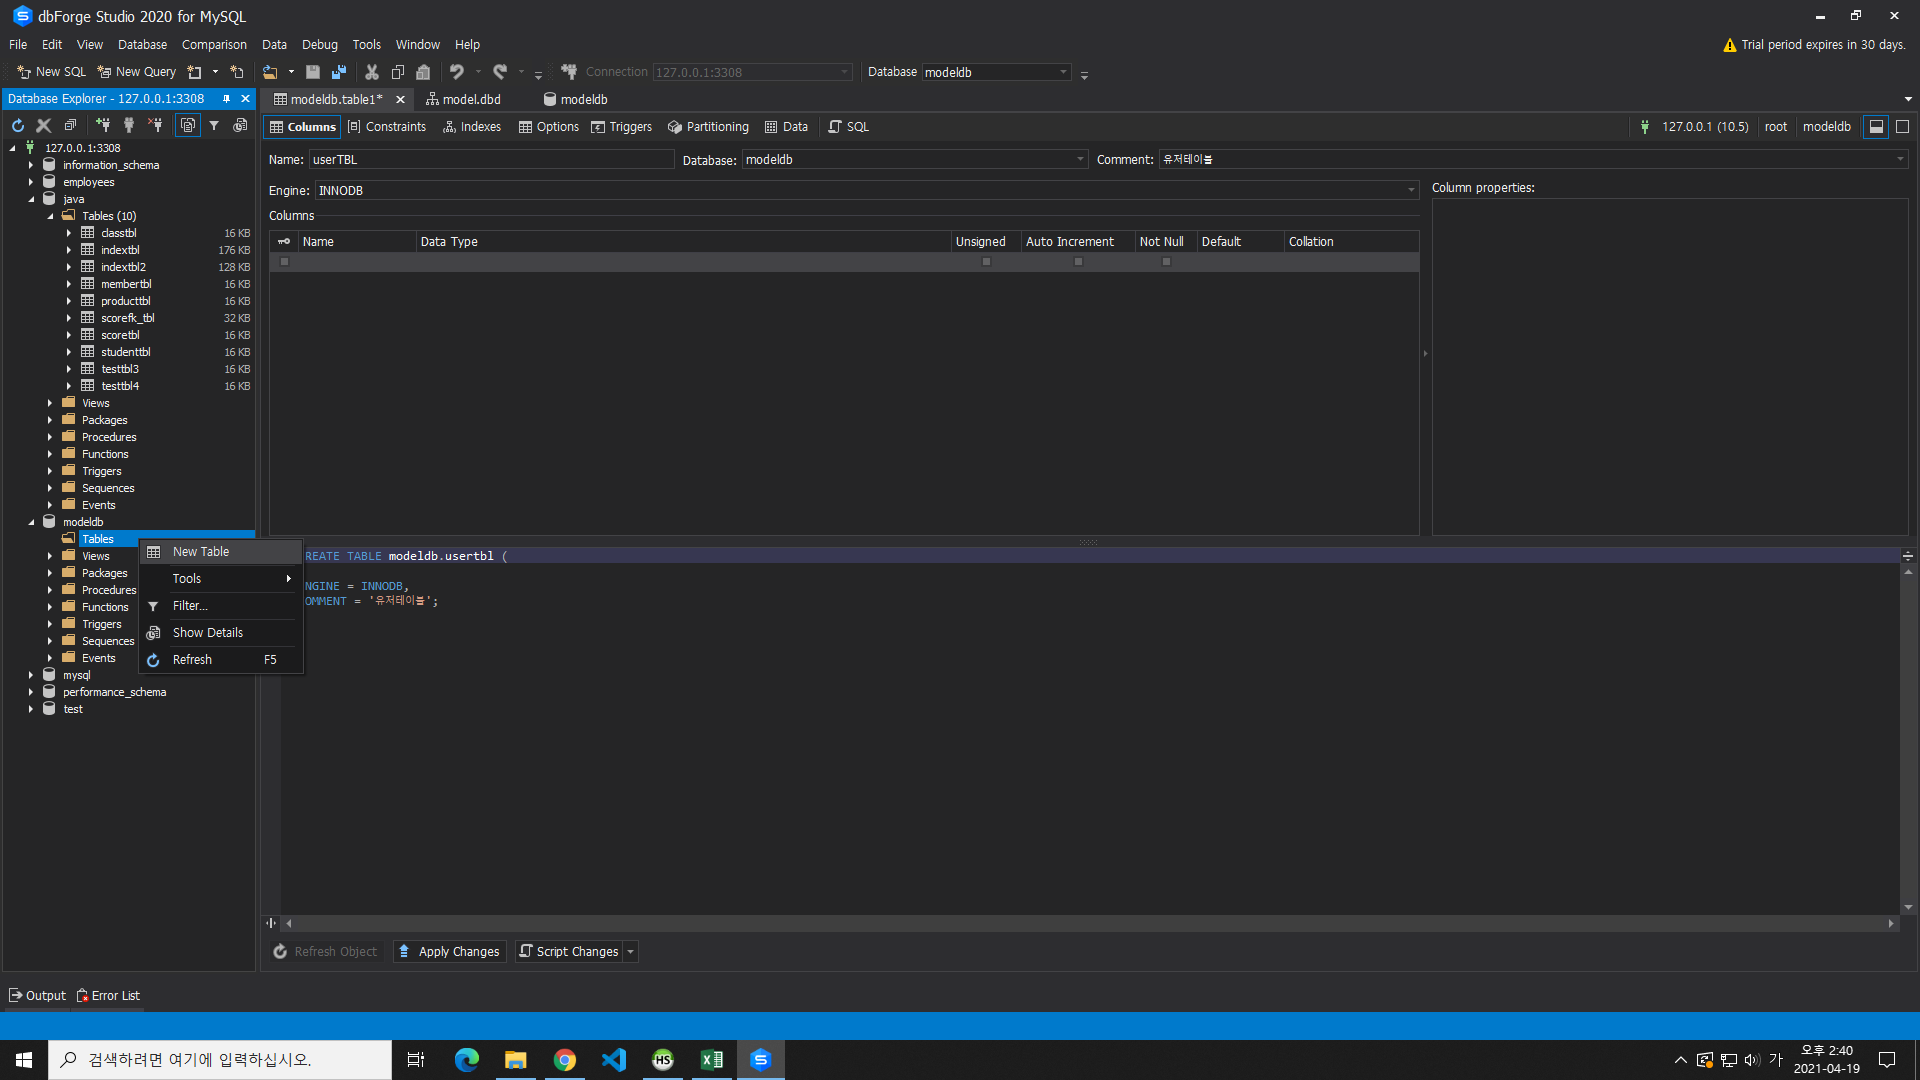 dbForge Studio 2020 for MySQL
File Edit View Database Comparison Data Debug Tools Window Help
Trial period expires in 30 days.
New SQL New Query Connection 127.0.0.1:3308 Database modeldb
Database Explorer - 127.0.0.1:3308
modeldb.table1* model.dbd modeldb
Columns Constraints Indexes Options Triggers Partitioning Data SQL
127.0.0.1 (10.5) root modeldb
Name: userTBL Database: modeldb Comment: 유저테이블
Engine: INNODB
Column properties:
Columns
Name Data Type Unsigned Auto Increment Not Null Default Collation
127.0.0.1:3308
information_schema
employees
java
Tables (10)
classtbl 16 KB
indextbl 176 KB
indextbl2 128 KB
membertbl 16 KB
producttbl 16 KB
scorefk_tbl 32 KB
scoretbl 16 KB
studenttbl 16 KB
testtbl3 16 KB
testtbl4 16 KB
Views
Packages
Procedures
Functions
Triggers
Sequences
Events
modeldb
Tables
Views
Packages
Procedures
Functions
Triggers
Sequences
Events
mysql
performance_schema
test
New Table
Tools
Filter...
Show Details
Refresh F5
REATE TABLE modeldb.usertbl (
NGINE = INNODB,
OMMENT = '유저테이블';
Refresh Object Apply Changes Script Changes
Output Error List
검색하려면 여기에 입력하십시오.
HS
가
오후 2:40
2021-04-19